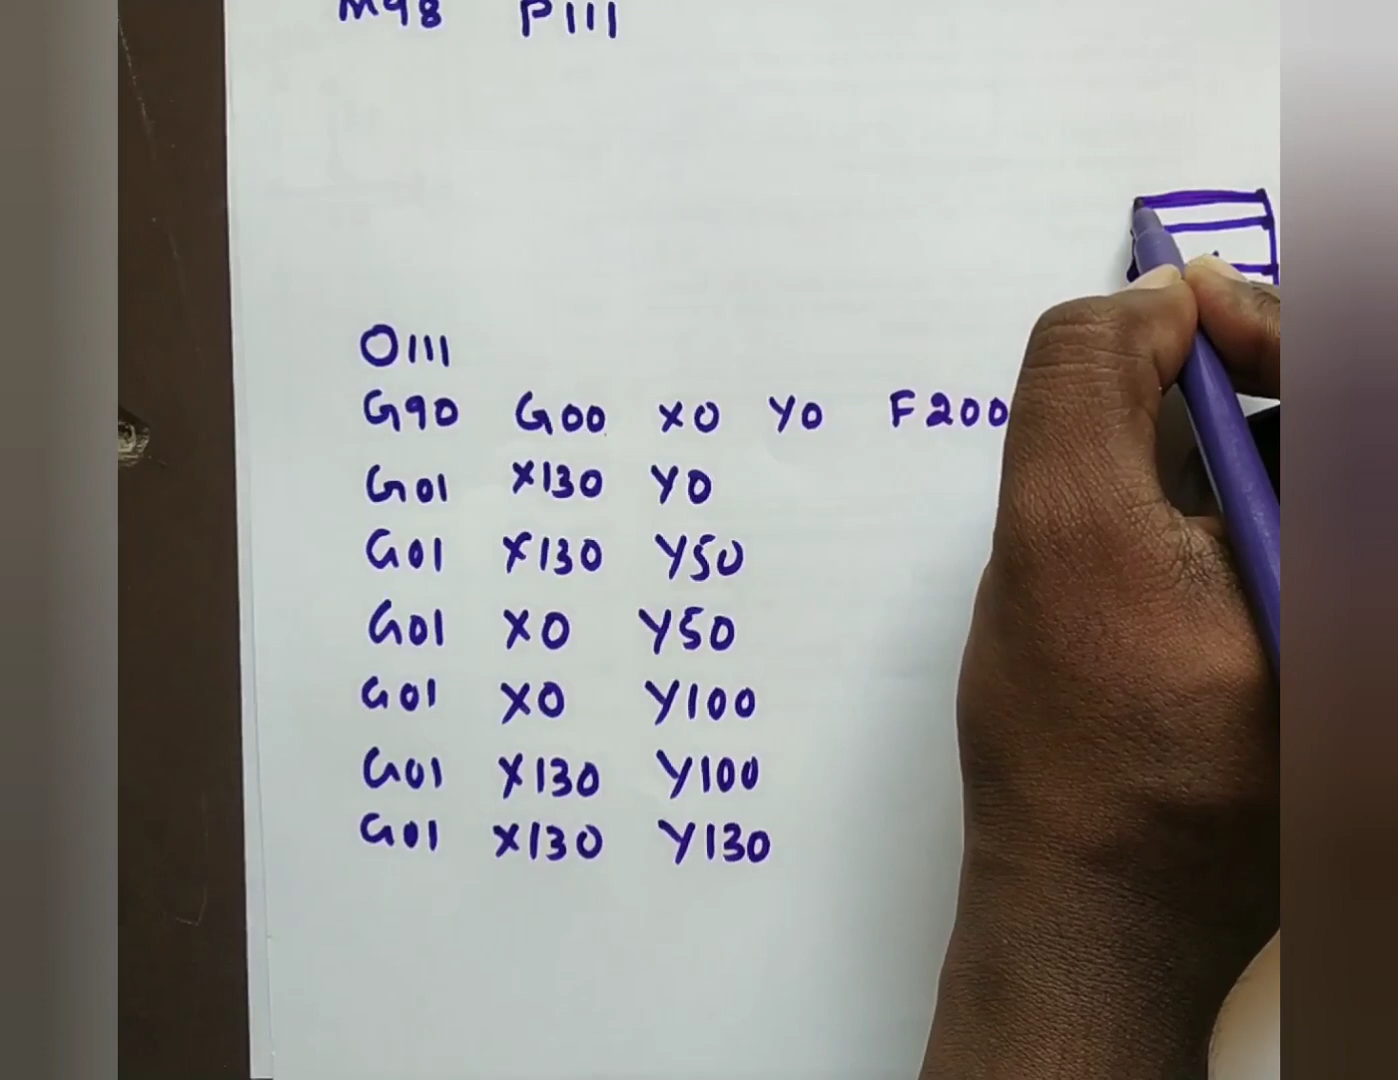 M98 P111
O111
G90 G00 X0 Y0 F200
G01 X130 Y0
G01 X130 Y50
G01 X0 Y50
G01 X0 Y100
G01 X130 Y100
G01 X130 Y130